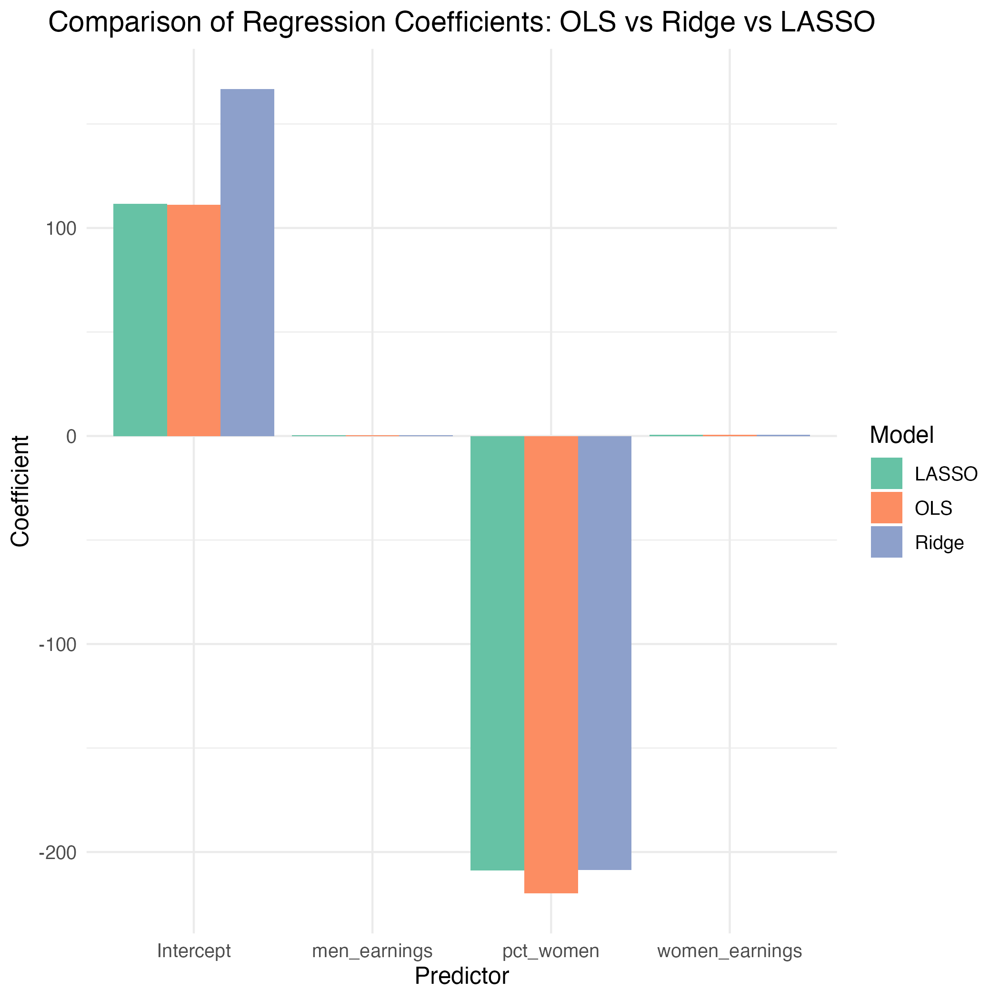 Comparison of Regression Coefficients: OLS vs Ridge vs LASSO
Coefficient
100
0
-100
-200
Intercept
men_earnings
pct_women
women_earnings
Predictor
Model
LASSO
OLS
Ridge